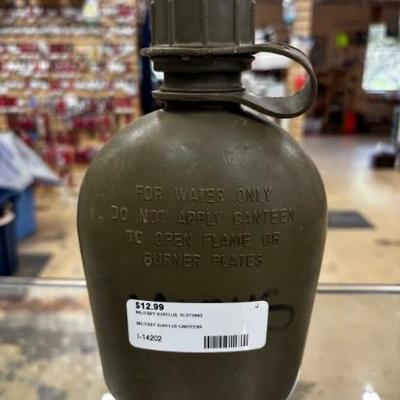 FOR WATER ONLY
DO NOT APPLY CANTEEN
TO OPEN FLAME OR
BURNER PLATES
$12.99 J
MILITARY SURPLUS, CLOTHING
MILITARY SURPLUS CANTEENS
I-14202